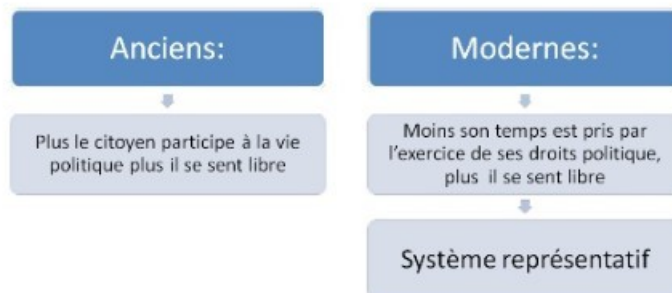 Anciens:
Plus le citoyen participe à la vie
politique plus il se sent libre
Modernes:
Moins son temps est pris par
l'exercice de ses droits politique,
plus il se sent libre
Système représentatif